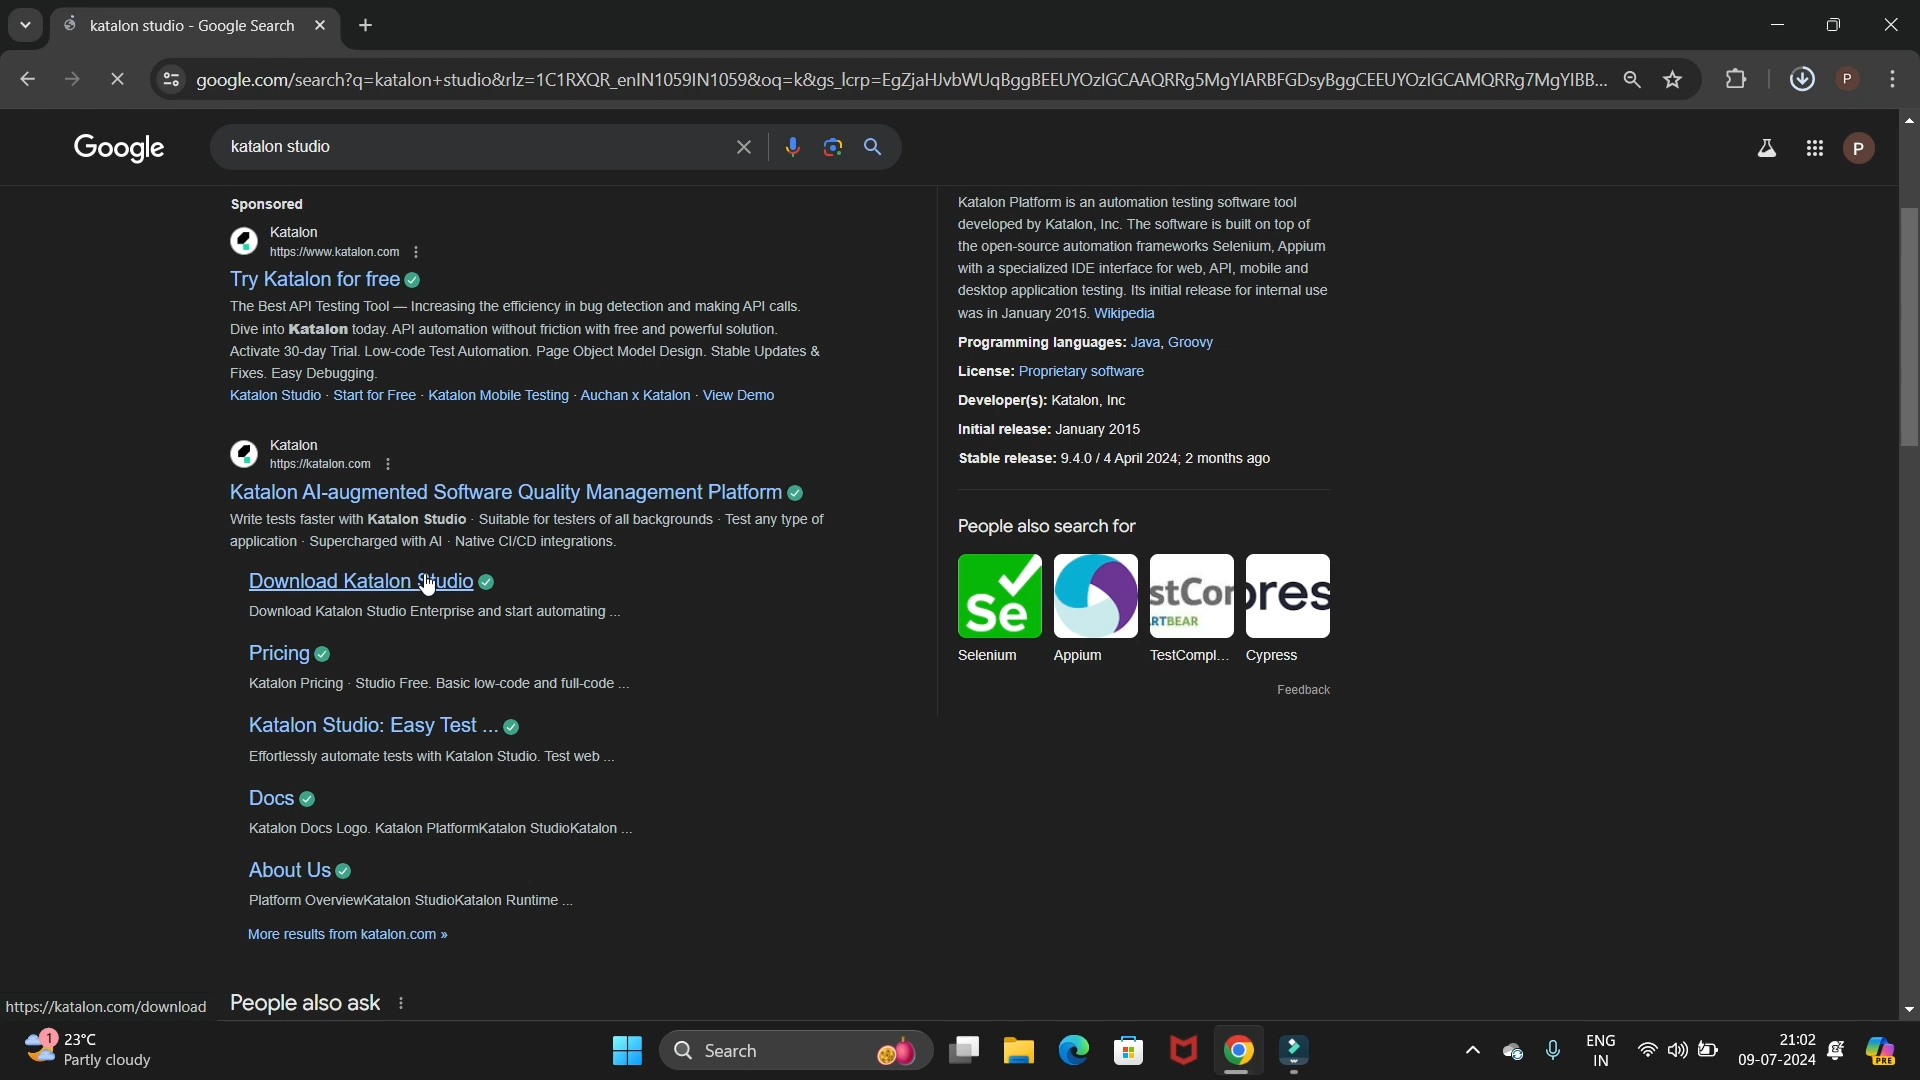 katalon studio - Google Search
google.com/search?q=katalon+studio&rlz=1C1RXQR_enIN1059IN1059&oq=k&gs_lcrp=EgZjaHJvbWUqBggBEEUYOzIGCAAQRRg5MgYIARBFGDsyBggCEEUYOzIGCAMQRRg7MgYIBB...
P
Google
katalon studio
P
Sponsored
Katalon
https://www.katalon.com
Try Katalon for free
The Best API Testing Tool — Increasing the efficiency in bug detection and making API calls.
Dive into Katalon today. API automation without friction with free and powerful solution.
Activate 30-day Trial. Low-code Test Automation. Page Object Model Design. Stable Updates &
Fixes. Easy Debugging.
Katalon Studio · Start for Free · Katalon Mobile Testing · Auchan x Katalon · View Demo
Katalon
https://katalon.com
Katalon AI-augmented Software Quality Management Platform
Write tests faster with Katalon Studio · Suitable for testers of all backgrounds · Test any type of
application · Supercharged with AI · Native CI/CD integrations.
Download Katalon Studio
Download Katalon Studio Enterprise and start automating ...
Pricing
Katalon Pricing · Studio Free. Basic low-code and full-code ...
Katalon Studio: Easy Test ...
Effortlessly automate tests with Katalon Studio. Test web ...
Docs
Katalon Docs Logo. Katalon PlatformKatalon StudioKatalon ...
About Us
Platform OverviewKatalon StudioKatalon Runtime ...
More results from katalon.com »
People also ask
Katalon Platform is an automation testing software tool
developed by Katalon, Inc. The software is built on top of
the open-source automation frameworks Selenium, Appium
with a specialized IDE interface for web, API, mobile and
desktop application testing. Its initial release for internal use
was in January 2015. Wikipedia
Programming languages: Java, Groovy
License: Proprietary software
Developer(s): Katalon, Inc
Initial release: January 2015
Stable release: 9.4.0 / 4 April 2024; 2 months ago
People also search for
Se
stCor
ARTBEAR
pres
Selenium
Appium
TestCompl...
Cypress
Feedback
https://katalon.com/download
1
23°C
Partly cloudy
Search
ENG
IN
21:02
09-07-2024
PRE